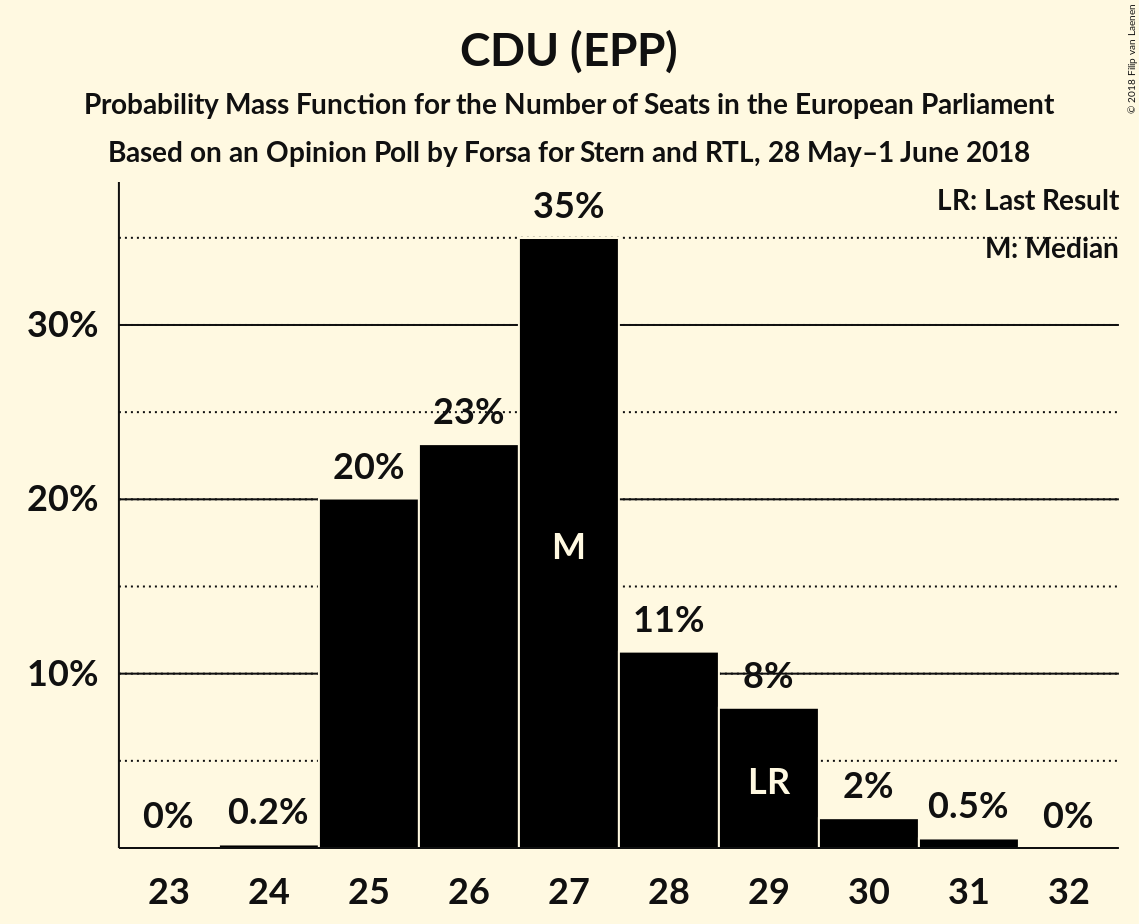 CDU (EPP)
Probability Mass Function for the Number of Seats in the European Parliament
Based on an Opinion Poll by Forsa for Stern and RTL, 28 May–1 June 2018
© 2018 Filip van Laenen
LR: Last Result
M: Median
35%
30%
23%
20%
20%
M
11%
10%
8%
LR
2%
0%
0.2%
0.5%
0%
23 24 25 26 27 28 29 30 31 32